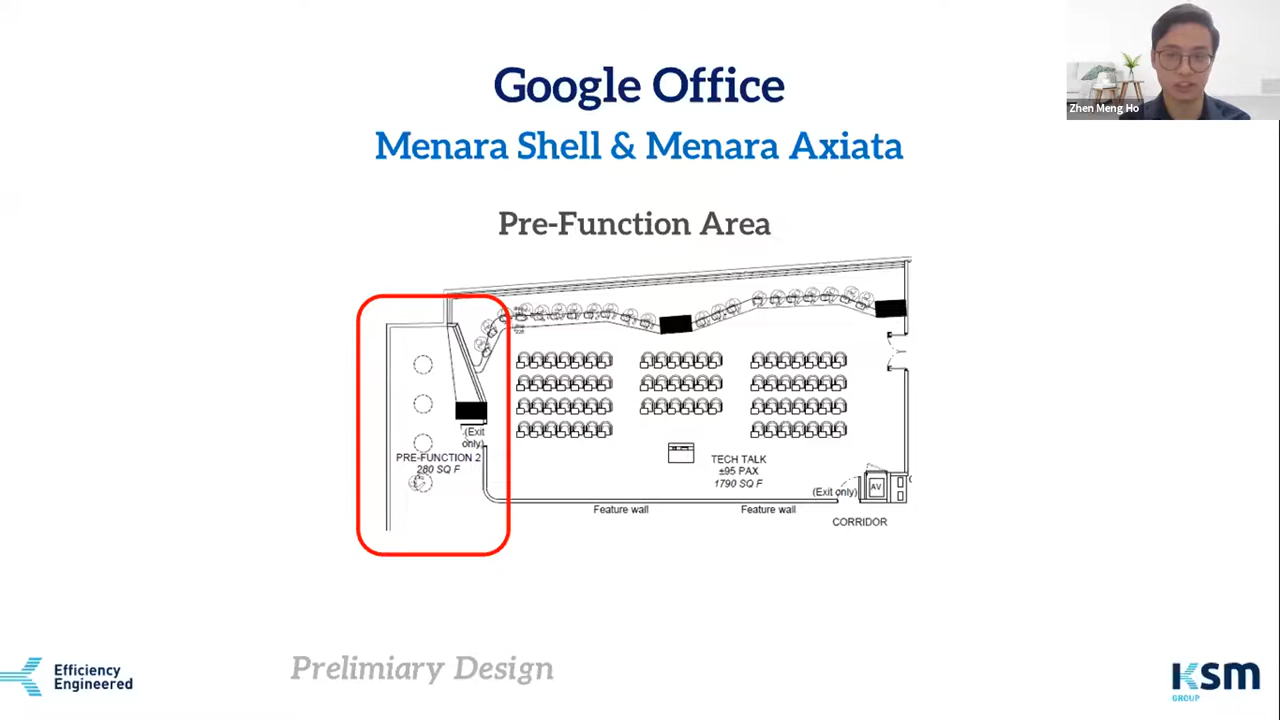 Google Office
Zhen Meng Ho
Menara Shell & Menara Axiata
Pre-Function Area
(Exit
only)
PRE-FUNCTION 2
280 SQ F
TECH TALK
±95 PAX
1790 SQ F
(Exit only)
AV
Feature wall
Feature wall
CORRIDOR
Prelimiary Design
Efficiency
Engineered
KSM
GROUP